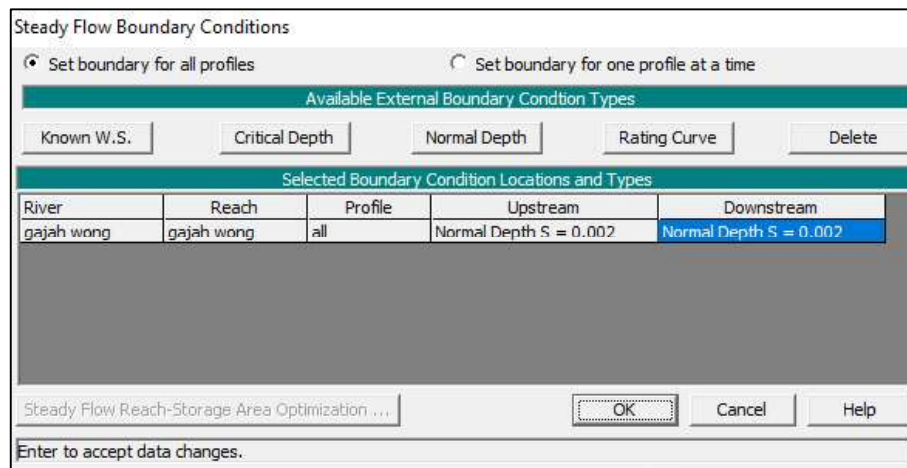 Steady Flow Boundary Conditions
Set boundary for all profiles Set boundary for one profile at a time
Available External Boundary Condtion Types
Known W.S. Critical Depth Normal Depth Rating Curve Delete
Selected Boundary Condition Locations and Types
River Reach Profile Upstream Downstream
gajah wong gajah wong all Normal Depth S = 0.002 Normal Depth S = 0.002
Steady Flow Reach-Storage Area Optimization ... OK Cancel Help
Enter to accept data changes.